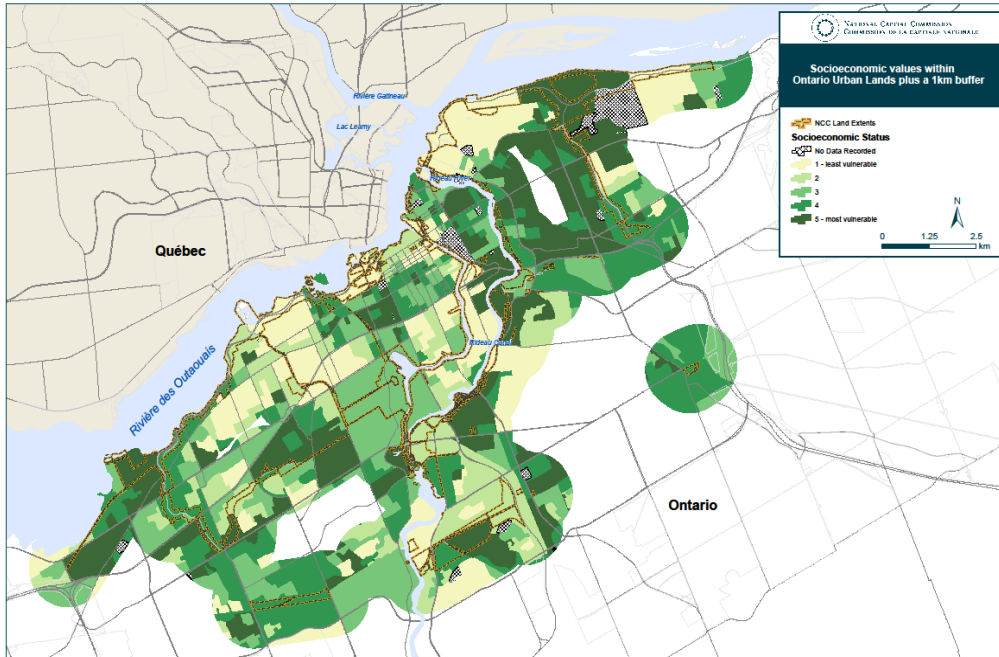 NATIONAL CAPITAL COMMISSION
COMMISSION DE LA CAPITALE NATIONALE
Socioeconomic values within
Ontario Urban Lands plus a 1km buffer
NCC Land Extents
Socioeconomic Status
No Data Recorded
1 - least vulnerable
2
3
4
5 - most vulnerable
N
0 1.25 2.5
km
Rivière Gatineau
Lac Leamy
Rideau River
Québec
Rideau Canal
Rivière des Outaouais
Ontario